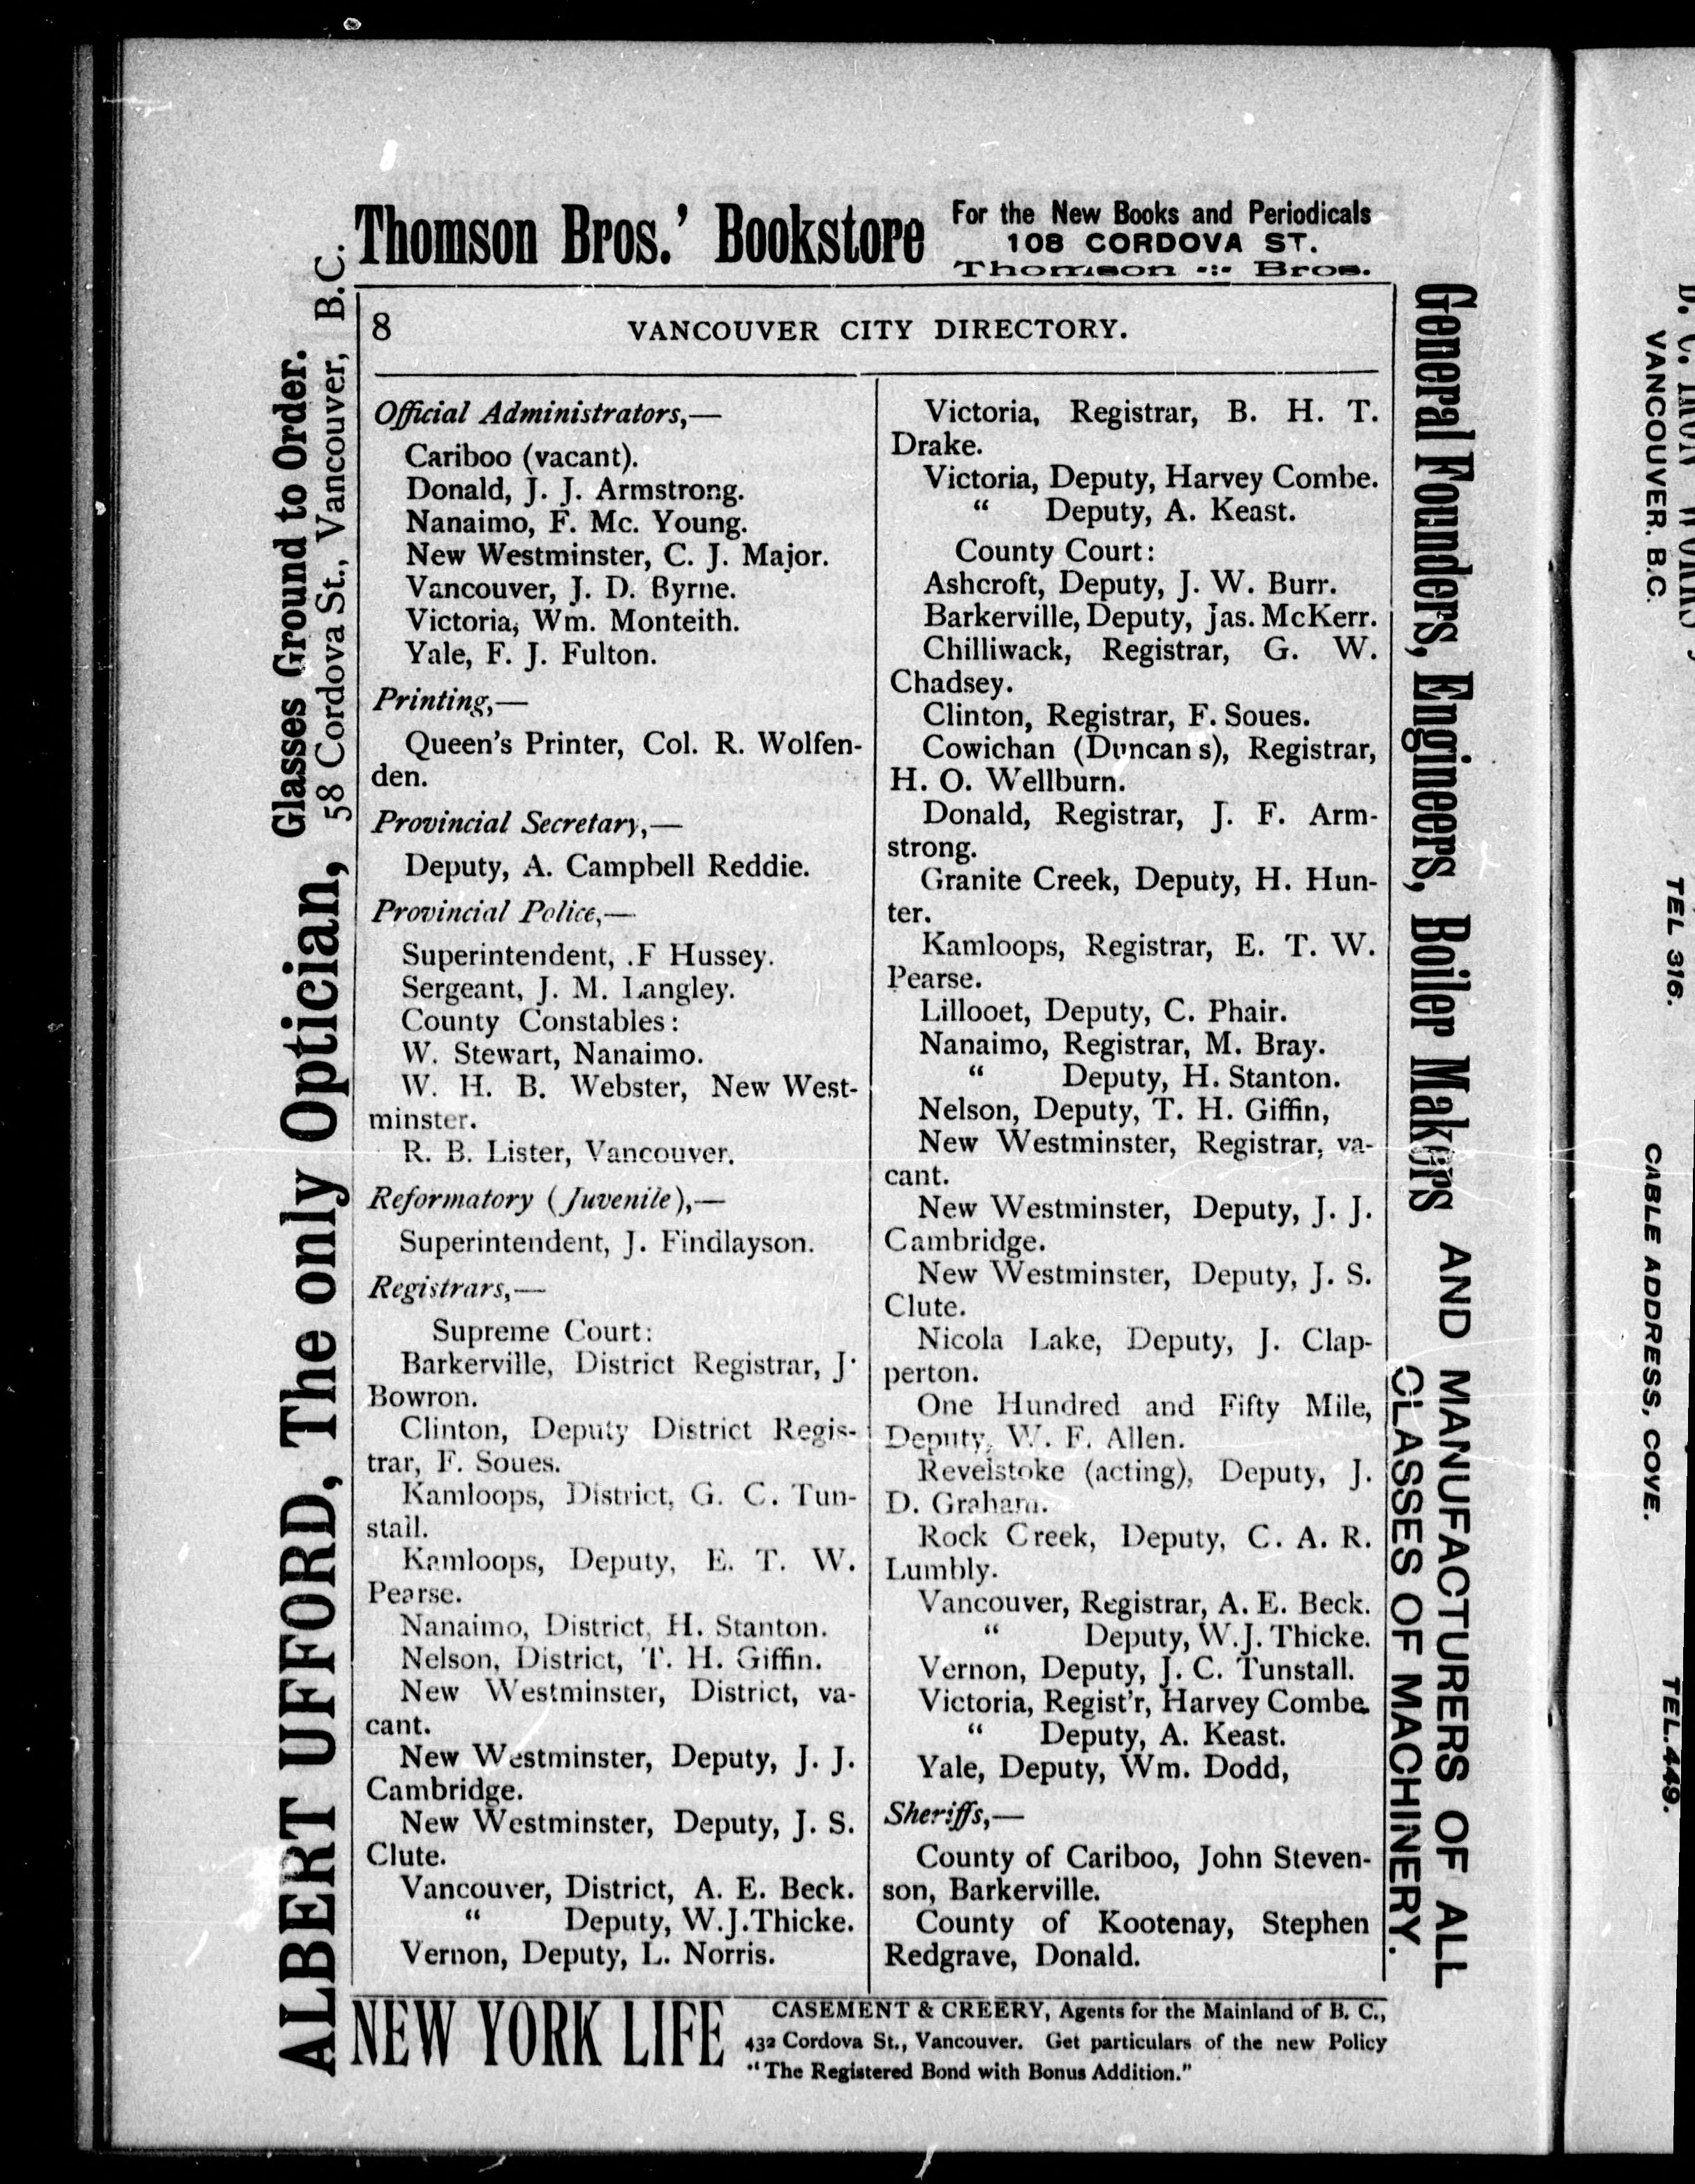 Thomson Bros.' Bookstore
For the New Books and Periodicals
108 CORDOVA ST.
Thomson -:- Bros.
8
VANCOUVER CITY DIRECTORY.
Official Administrators,—
Cariboo (vacant).
Donald, J. J. Armstrong.
Nanaimo, F. Mc. Young.
New Westminster, C. J. Major.
Vancouver, J. D. Byrne.
Victoria, Wm. Monteith.
Yale, F. J. Fulton.
Printing,—
Queen's Printer, Col. R. Wolfen-
den.
Provincial Secretary,—
Deputy, A. Campbell Reddie.
Provincial Police,—
Superintendent, .F Hussey.
Sergeant, J. M. Langley.
County Constables:
W. Stewart, Nanaimo.
W. H. B. Webster, New West-
minster.
R. B. Lister, Vancouver.
Reformatory (Juvenile),—
Superintendent, J. Findlayson.
Registrars,—
Supreme Court:
Barkerville, District Registrar, J·
Bowron.
Clinton, Deputy District Regis-
trar, F. Soues.
Kamloops, District, G. C. Tun-
stall.
Kamloops, Deputy, E. T. W.
Pearse.
Nanaimo, District, H. Stanton.
Nelson, District, T. H. Giffin.
New Westminster, District, va-
cant.
New Westminster, Deputy, J. J.
Cambridge.
New Westminster, Deputy, J. S.
Clute.
Vancouver, District, A. E. Beck.
“ Deputy, W.J.Thicke.
Vernon, Deputy, L. Norris.
Victoria, Registrar, B. H. T.
Drake.
Victoria, Deputy, Harvey Combe.
“ Deputy, A. Keast.
County Court:
Ashcroft, Deputy, J. W. Burr.
Barkerville, Deputy, Jas. McKerr.
Chilliwack, Registrar, G. W.
Chadsey.
Clinton, Registrar, F. Soues.
Cowichan (Duncan s), Registrar,
H. O. Wellburn.
Donald, Registrar, J. F. Arm-
strong.
Granite Creek, Deputy, H. Hun-
ter.
Kamloops, Registrar, E. T. W.
Pearse.
Lillooet, Deputy, C. Phair.
Nanaimo, Registrar, M. Bray.
“ Deputy, H. Stanton.
Nelson, Deputy, T. H. Giffin,
New Westminster, Registrar, va-
cant.
New Westminster, Deputy, J. J.
Cambridge.
New Westminster, Deputy, J. S.
Clute.
Nicola Lake, Deputy, J. Clap-
perton.
One Hundred and Fifty Mile,
Deputy, W. F. Allen.
Revelstoke (acting), Deputy, J.
D. Graham.
Rock Creek, Deputy, C. A. R.
Lumbly.
Vancouver, Registrar, A. E. Beck.
“ Deputy, W.J. Thicke.
Vernon, Deputy, J. C. Tunstall.
Victoria, Regist'r, Harvey Combe.
“ Deputy, A. Keast.
Yale, Deputy, Wm. Dodd,
Sheriffs,—
County of Cariboo, John Steven-
son, Barkerville.
County of Kootenay, Stephen
Redgrave, Donald.
NEW YORK LIFE
CASEMENT & CREERY, Agents for the Mainland of B. C.,
432 Cordova St., Vancouver. Get particulars of the new Policy
"The Registered Bond with Bonus Addition."
ALBERT UFFORD, The only Optician, Glasses Ground to Order.
58 Cordova St., Vancouver, B.C.
General Founders, Engineers, Boiler Makers AND MANUFACTURERS OF ALL
CLASSES OF MACHINERY.
VANCOUVER. B.C.
TEL 316.
CABLE ADDRESS, COVE.
TEL.449.